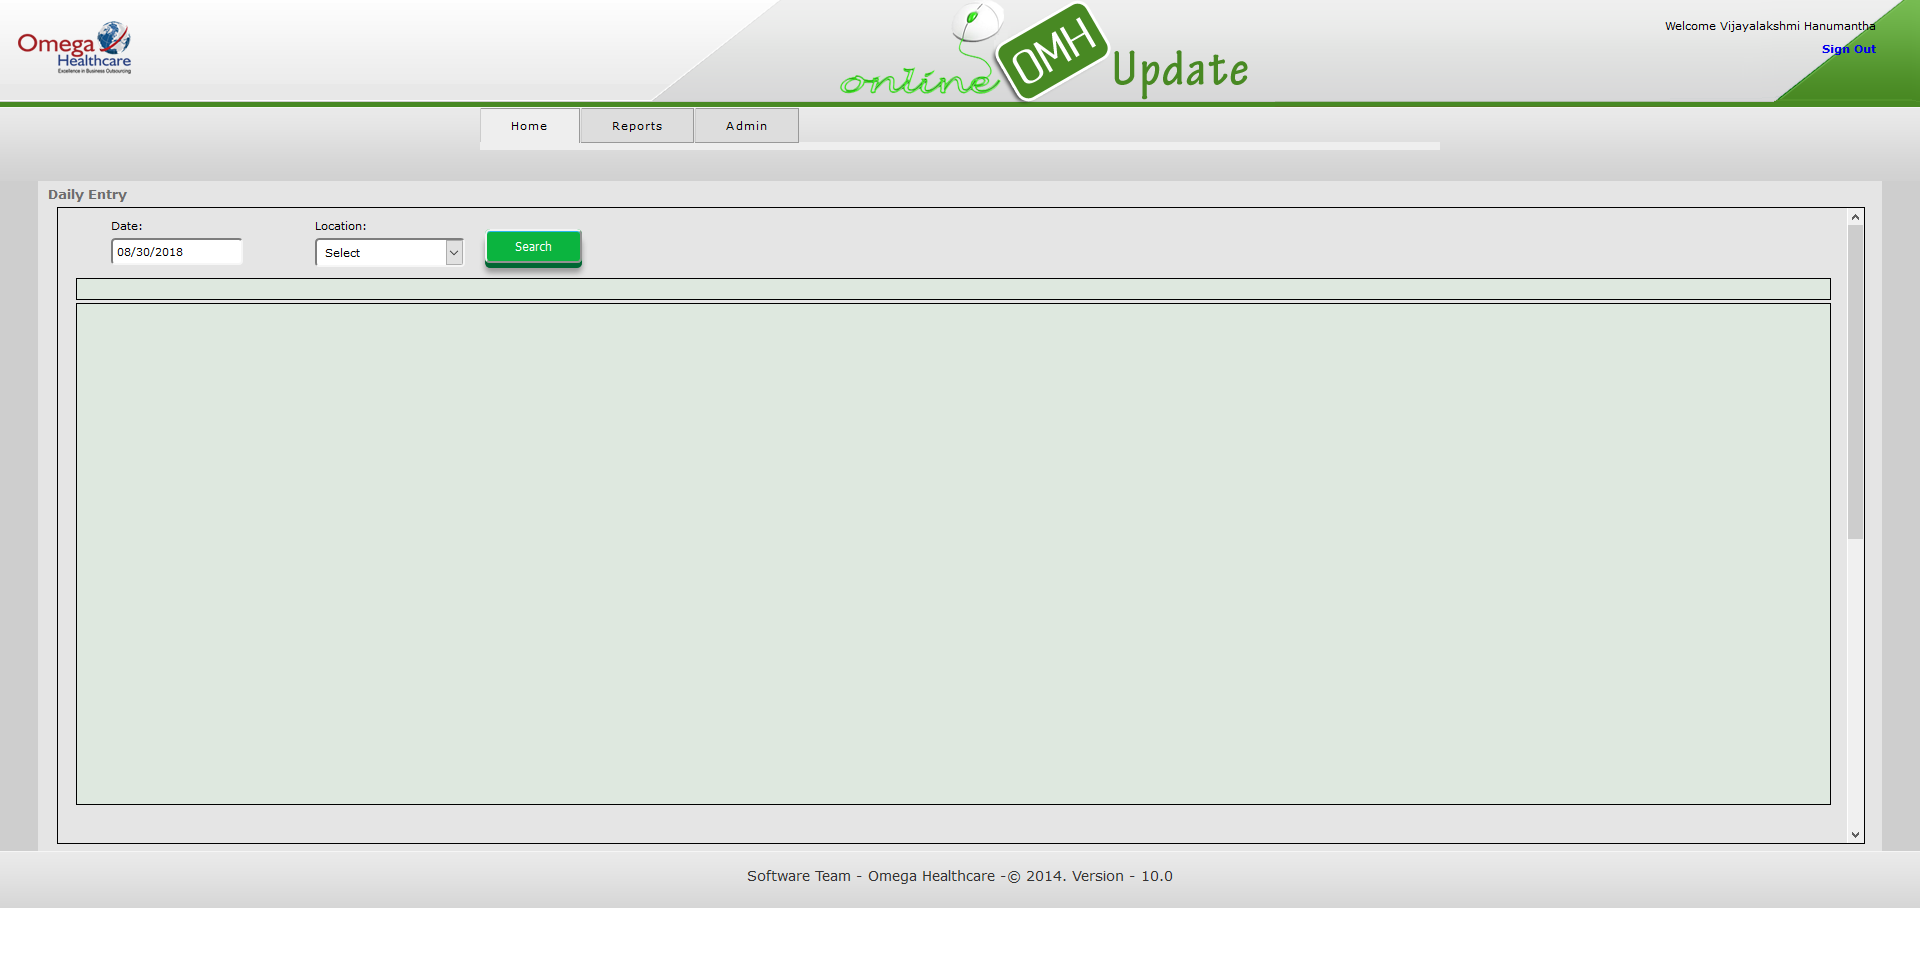 Omega
Healthcare
Excellence in Business Outsourcing
online OMH Update
Welcome Vijayalakshmi Hanumantha
Sign Out
Home Reports Admin
Daily Entry
Date: Location:
08/30/2018 Select Search
Software Team - Omega Healthcare -© 2014. Version - 10.0